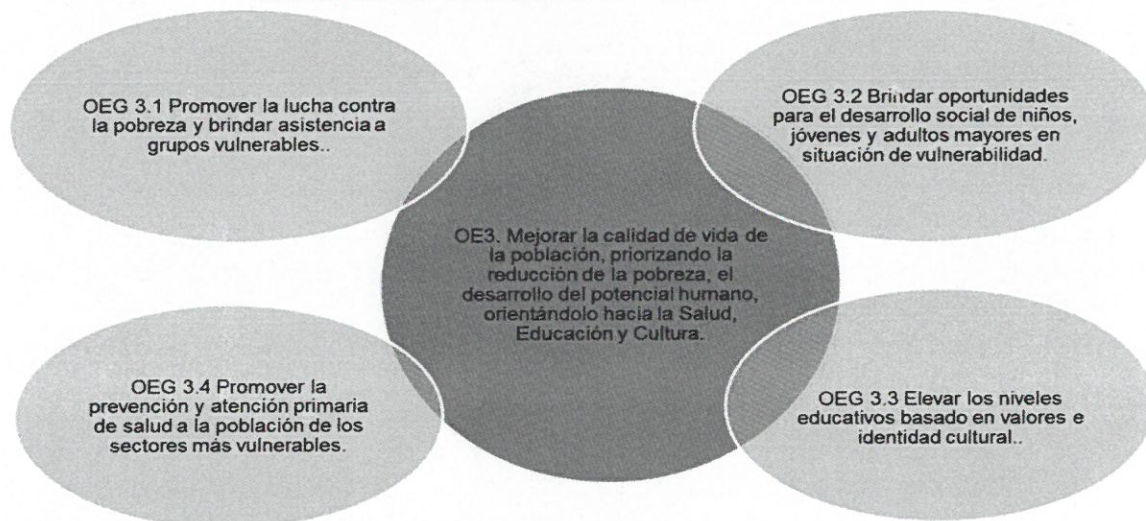 OEG 3.1 Promover la lucha contra
la pobreza y brindar asistencia a
grupos vulnerables..
OEG 3.2 Brindar oportunidades
para el desarrollo social de niños,
jóvenes y adultos mayores en
situación de vulnerabilidad.
OE3. Mejorar la calidad de vida de
la población, priorizando la
reducción de la pobreza, el
desarrollo del potencial humano,
orientándolo hacia la Salud,
Educación y Cultura.
OEG 3.4 Promover la
prevención y atención primaria
de salud a la población de los
sectores más vulnerables.
OEG 3.3 Elevar los niveles
educativos basado en valores e
identidad cultural..